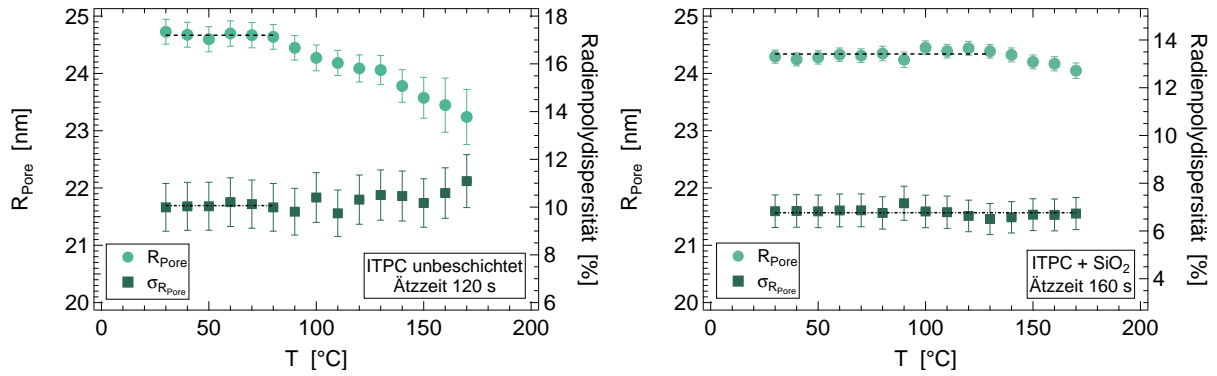 25
24
23
22
21
20
R_Pore [nm]
18
16
14
12
10
8
6
Radienpolydispersität [%]
R_Pore
σ_R_Pore
ITPC unbeschichtet
Ätzzeit 120 s
0
50
100
150
200
T [°C]
25
24
23
22
21
20
R_Pore [nm]
14
12
10
8
6
4
Radienpolydispersität [%]
R_Pore
σ_R_Pore
ITPC + SiO₂
Ätzzeit 160 s
0
50
100
150
200
T [°C]